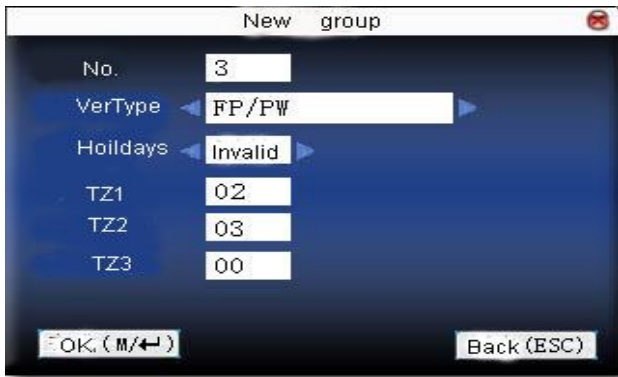 New group
No. 3
VerType FP/PW
Hoildays Invalid
TZ1 02
TZ2 03
TZ3 00
OK.(M/↵) Back(ESC)